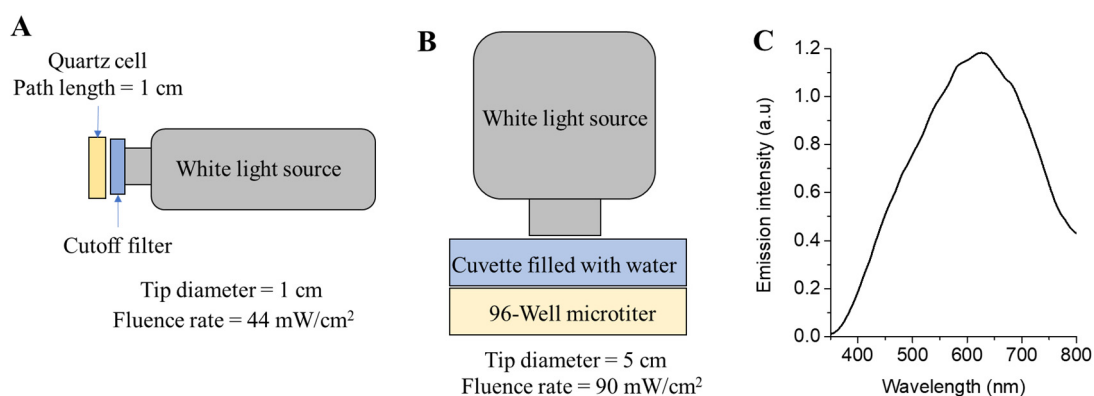 A
Quartz cell
Path length = 1 cm
White light source
Cutoff filter
Tip diameter = 1 cm
Fluence rate = 44 mW/cm²
B
White light source
Cuvette filled with water
96-Well microtiter
Tip diameter = 5 cm
Fluence rate = 90 mW/cm²
C
Emission intensity (a.u)
1.2
1.0
0.8
0.6
0.4
0.2
0.0
400 500 600 700 800
Wavelength (nm)